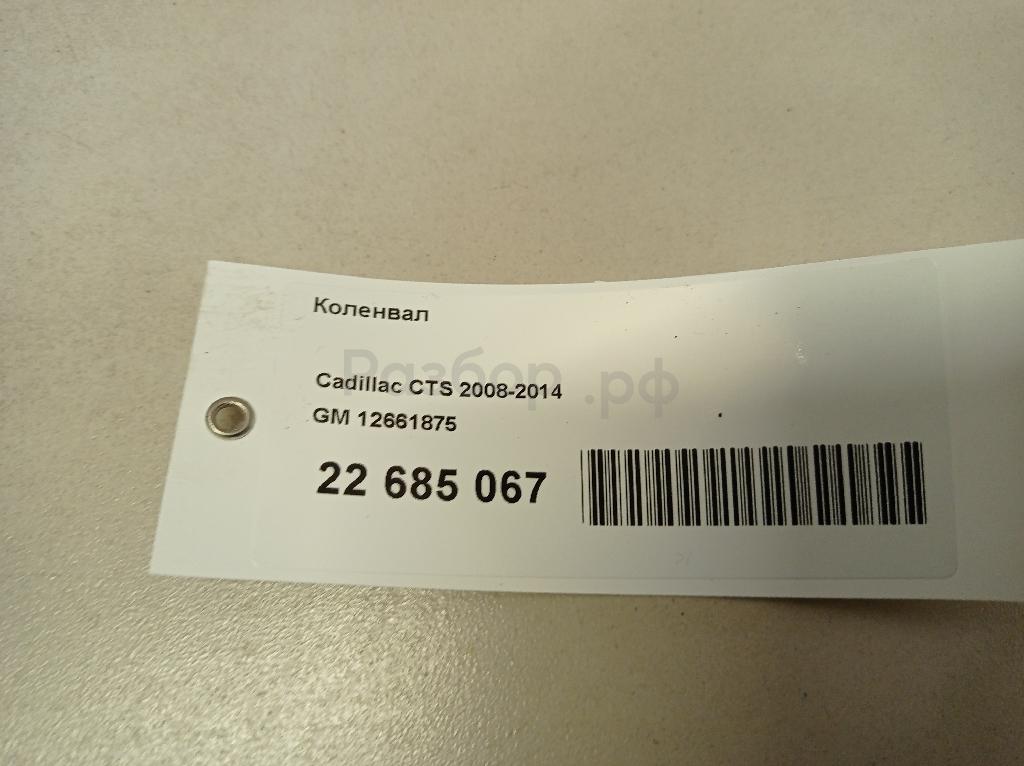 Коленвал
Разбор.рф
Cadillac CTS 2008-2014
GM 12661875
22 685 067